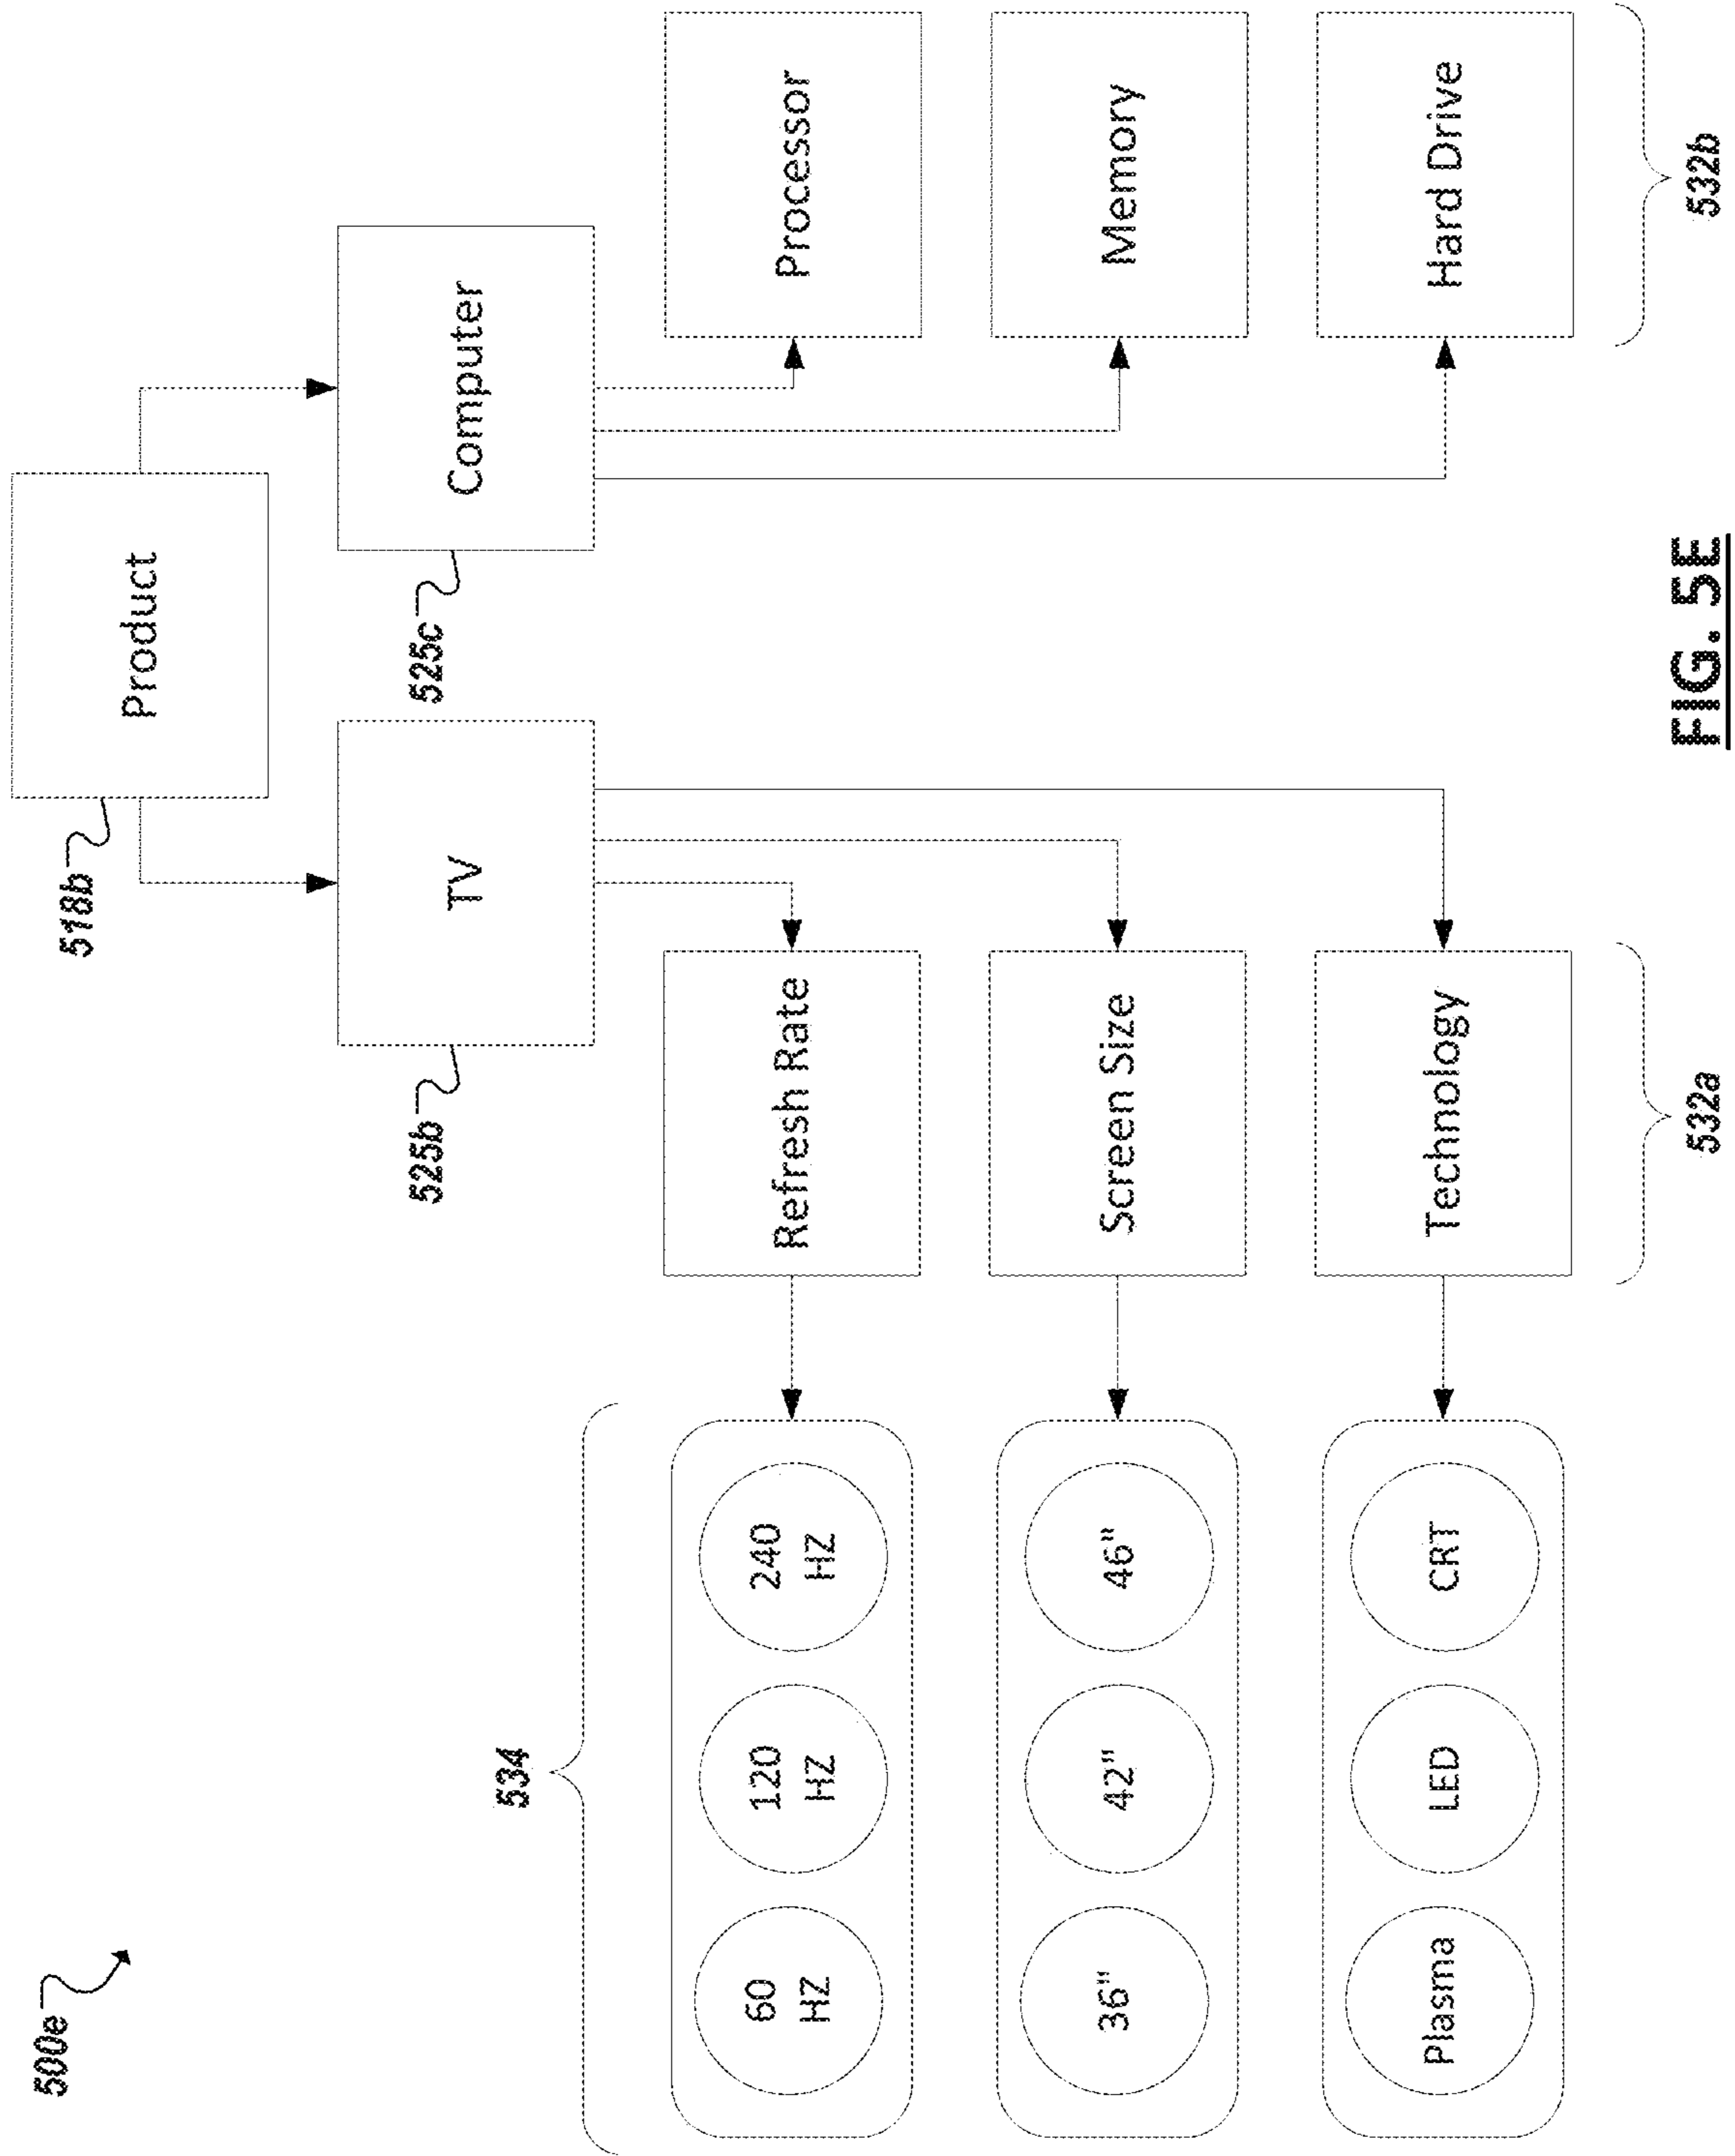 500e
518b
Product
525b
TV
525c
Computer
534
60
HZ
120
HZ
240
HZ
Refresh Rate
Processor
36"
42"
46"
Screen Size
Memory
Plasma
LED
CRT
Technology
Hard Drive
532a
532b
FIG. 5E